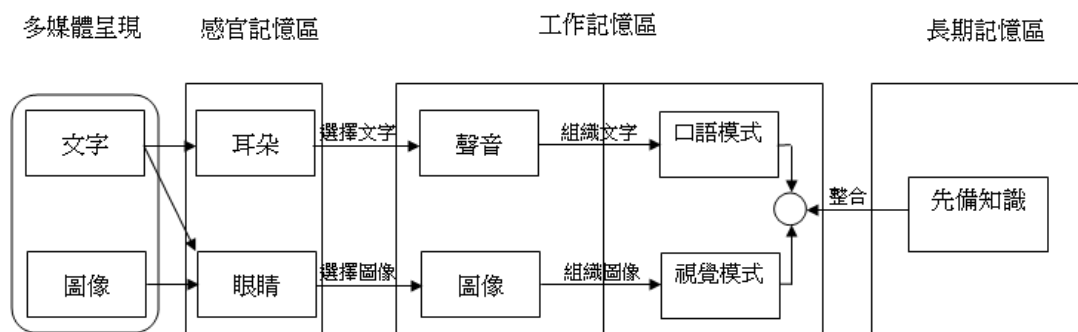 多媒體呈現
感官記憶區
工作記憶區
長期記憶區
文字
耳朵
選擇文字
聲音
組織文字
口語模式
整合
先備知識
圖像
眼睛
選擇圖像
圖像
組織圖像
視覺模式